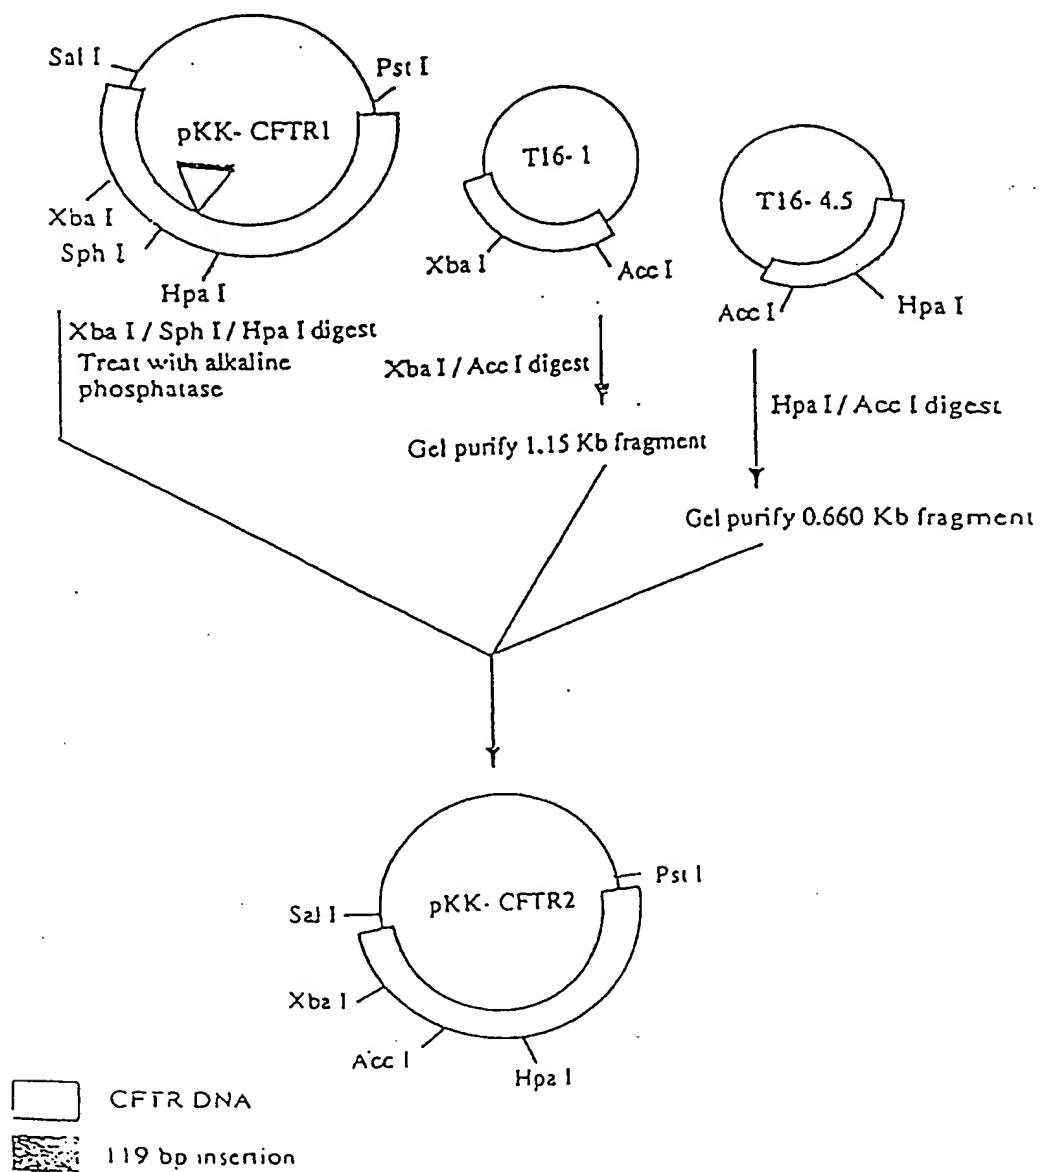 Sal I
Pst I
pKK- CFTR1
Xba I
Sph I
Hpa I
T16- 1
Xba I
Acc I
T16- 4.5
Acc I
Hpa I
Xba I / Sph I / Hpa I digest
Treat with alkaline
phosphatase
Xba I / Acc I digest
Hpa I / Acc I digest
Gel purify 1.15 Kb fragment
Gel purify 0.660 Kb fragment
Sal I
Pst I
pKK- CFTR2
Xba I
Acc I
Hpa I
CFTR DNA
119 bp insertion